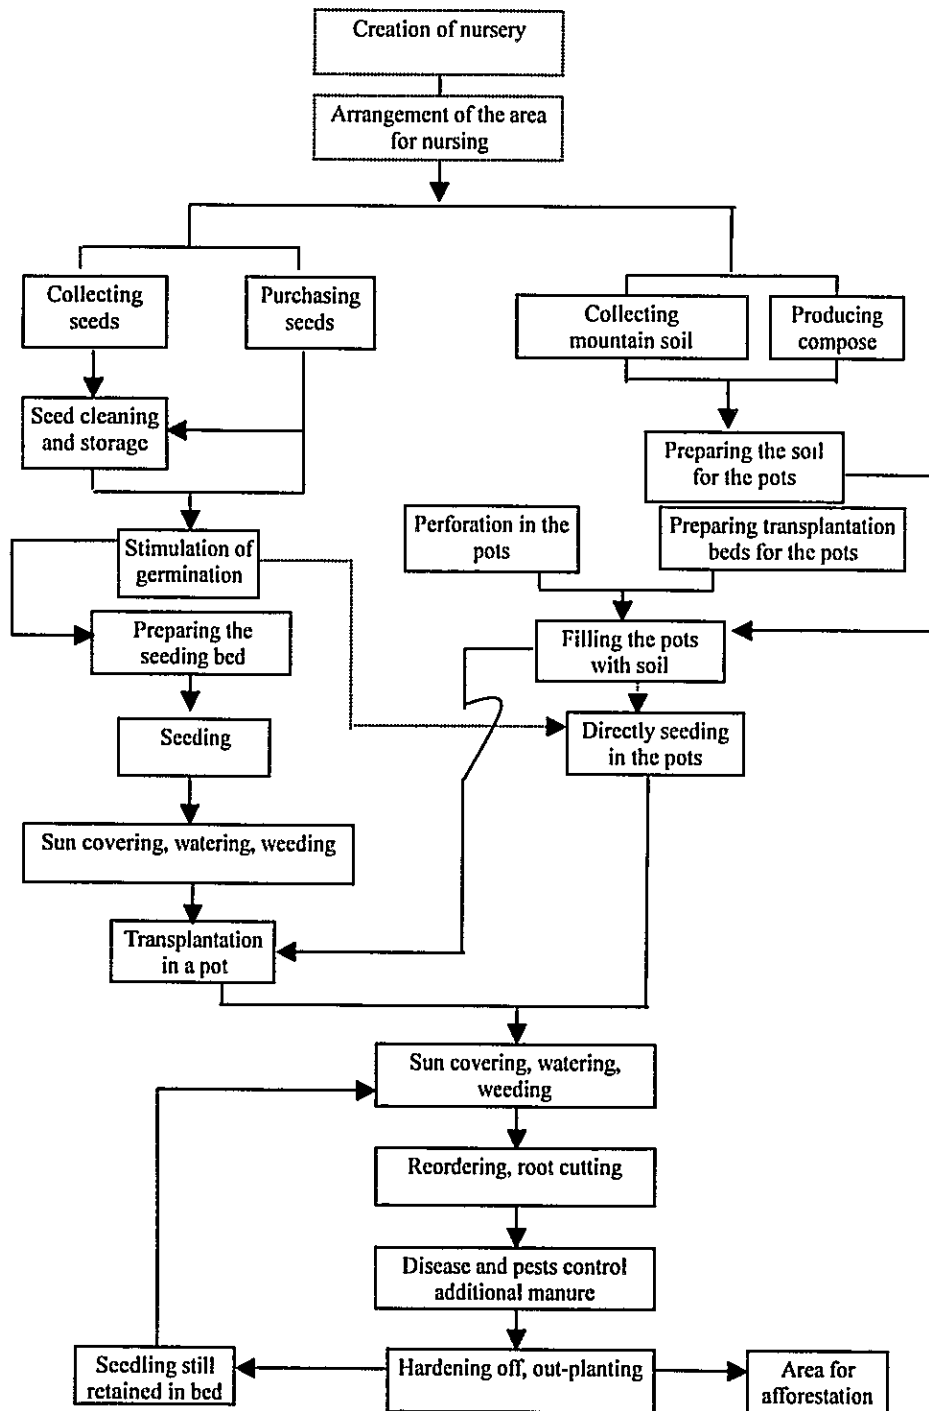 Creation of nursery
Arrangement of the area
for nursing
Collecting
seeds
Purchasing
seeds
Collecting
mountain soil
Producing
compose
Seed cleaning
and storage
Preparing the soil
for the pots
Perforation in the
pots
Preparing transplantation
beds for the pots
Stimulation of
germination
Preparing the
seeding bed
Filling the pots
with soil
Seeding
Directly seeding
in the pots
Sun covering, watering, weeding
Transplantation
in a pot
Sun covering, watering,
weeding
Reordering, root cutting
Disease and pests control
additional manure
Seedling still
retained in bed
Hardening off, out-planting
Area for
afforestation